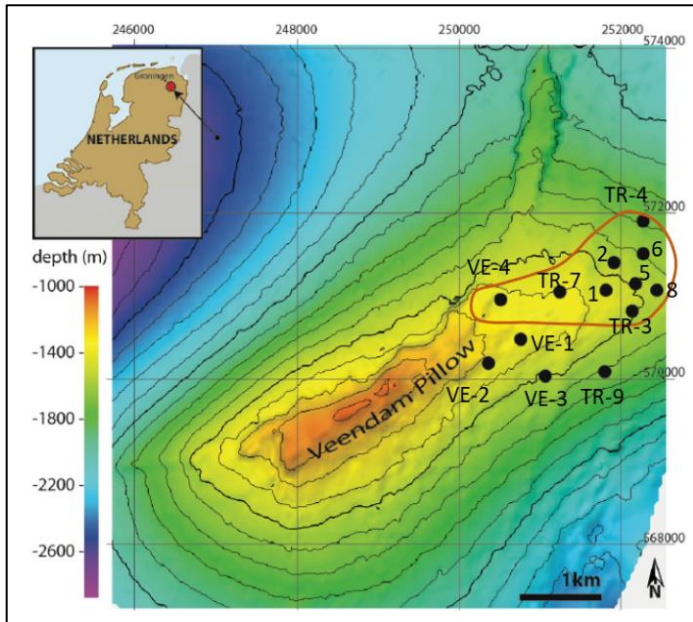 246000 248000 250000 252000
574000
Groningen
NETHERLANDS
depth (m)
-1000
-1400
-1800
-2200
-2600
572000
TR-4
2 6
VE-4 TR-7 1 5 8
TR-3
VE-1
570000
VE-2 VE-3 TR-9
Veendam Pillow
568000
1km
N